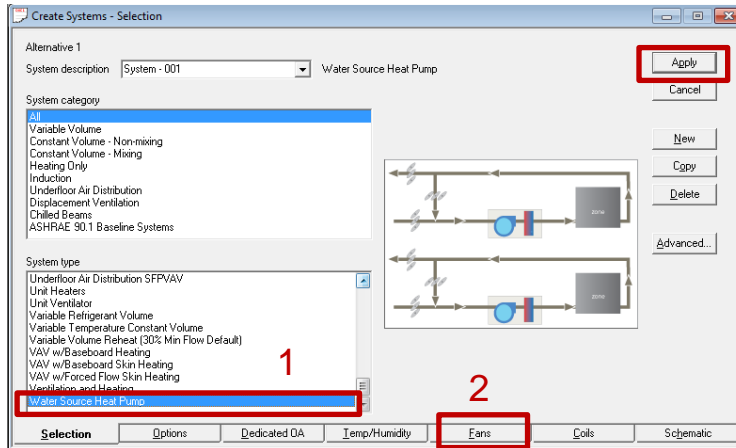 Create Systems - Selection
Alternative 1
System description System - 001 Water Source Heat Pump
Apply
Cancel
System category
All
Variable Volume
Constant Volume - Non-mixing
Constant Volume - Mixing
Heating Only
Induction
Underfloor Air Distribution
Displacement Ventilation
Chilled Beams
ASHRAE 90.1 Baseline Systems
New
Copy
Delete
Advanced...
zone
zone
System type
Underfloor Air Distribution SFPVAV
Unit Heaters
Unit Ventilator
Variable Refrigerant Volume
Variable Temperature Constant Volume
Variable Volume Reheat (30% Min Flow Default)
VAV w/Baseboard Heating
VAV w/Baseboard Skin Heating
VAV w/Forced Flow Skin Heating
Ventilation and Heating
Water Source Heat Pump
1
2
Selection Options Dedicated OA Temp/Humidity Fans Coils Schematic